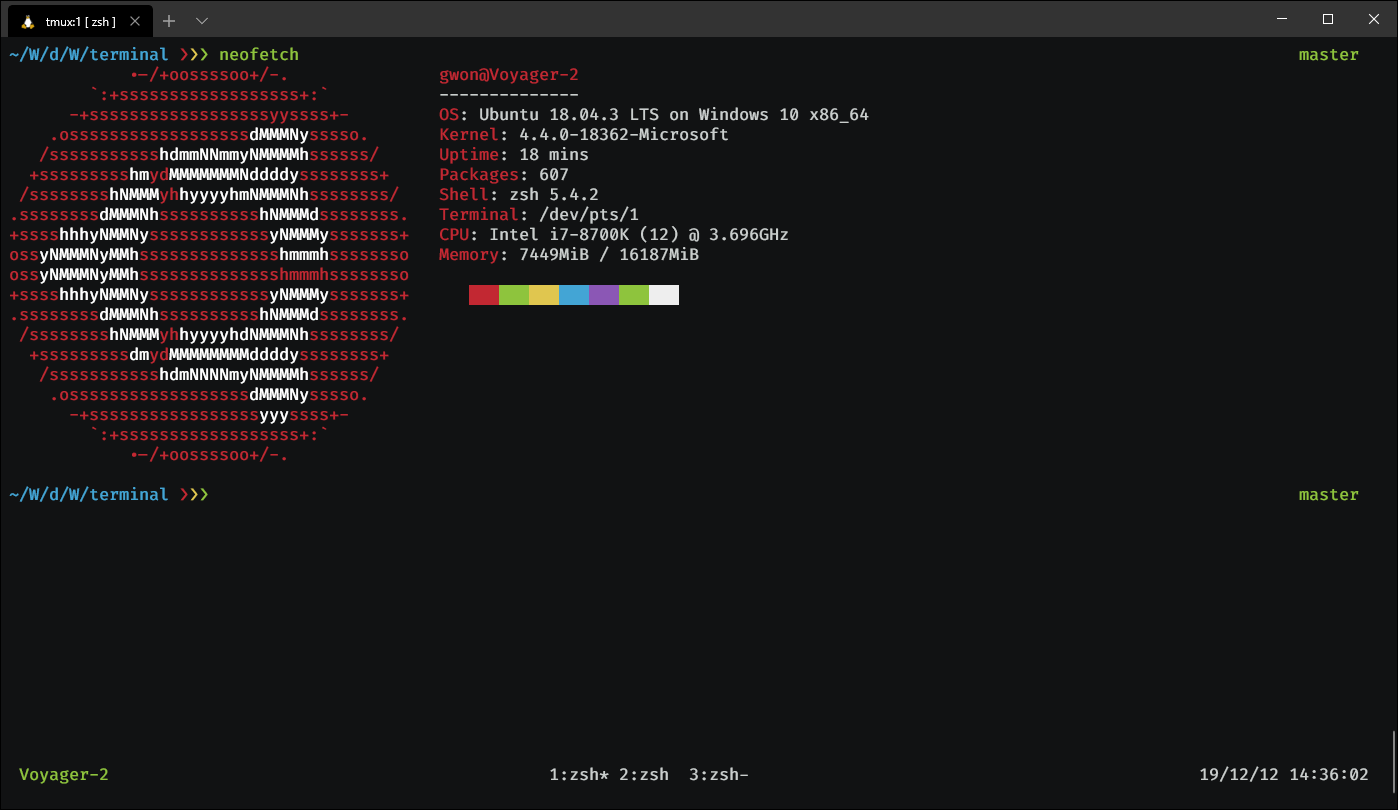 tmux:1 [ zsh ]
~/W/d/W/terminal ❯❯❯ neofetch master
•−/+oossssoo+/-. gwon@Voyager-2
`:+ssssssssssssssssss+:` --------------
-+ssssssssssssssssssyyssss+- OS: Ubuntu 18.04.3 LTS on Windows 10 x86_64
.ossssssssssssssssssdMMMNysssso. Kernel: 4.4.0-18362-Microsoft
/ssssssssssshdmmNNmmyNMMMMhssssss/ Uptime: 18 mins
+ssssssssshmydMMMMMMMNddddyssssssss+ Packages: 607
/sssssssshNMMMyhhyyyyhmNMMMNhssssssss/ Shell: zsh 5.4.2
.ssssssssdMMMNhsssssssssshNMMMdssssssss. Terminal: /dev/pts/1
+sssshhhyNMMNyssssssssssssyNMMMysssssss+ CPU: Intel i7-8700K (12) @ 3.696GHz
ossyNMMMNyMMhsssssssssssssshmmmhssssssso Memory: 7449MiB / 16187MiB
ossyNMMMNyMMhsssssssssssssshmmmhssssssso
+sssshhhyNMMNyssssssssssssyNMMMysssssss+
.ssssssssdMMMNhsssssssssshNMMMdssssssss.
/sssssssshNMMMyhhyyyyhdNMMMNhssssssss/
+sssssssssdmydMMMMMMMMddddyssssssss+
/ssssssssssshdmNNNNmyNMMMMhssssss/
.ossssssssssssssssssdMMMNysssso.
-+sssssssssssssssssyyyssss+-
`:+ssssssssssssssssss+:`
•−/+oossssoo+/-.
~/W/d/W/terminal ❯❯❯ master
Voyager-2 1:zsh* 2:zsh 3:zsh- 19/12/12 14:36:02